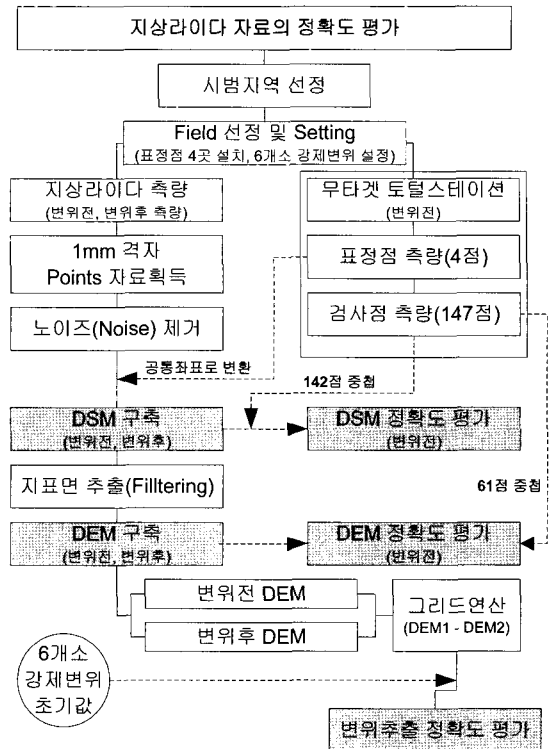 지상라이다 자료의 정확도 평가
시범지역 선정
Field 선정 및 Setting
(표정점 4곳 설치, 6개소 강제변위 설정)
지상라이다 측량
(변위전, 변위후 측량)
1mm 격자
Points 자료획득
노이즈(Noise) 제거
무타겟 토털스테이션
(변위전)
표정점 측량(4점)
검사점 측량(147점)
공통좌표로 변환
142점 중첩
DSM 구축
(변위전, 변위후)
DSM 정확도 평가
(변위전)
지표면 추출(Filltering)
61점 중첩
DEM 구축
(변위전, 변위후)
DEM 정확도 평가
(변위전)
변위전 DEM
변위후 DEM
그리드연산
(DEM1 - DEM2)
6개소
강제변위
초기값
변위추출 정확도 평가